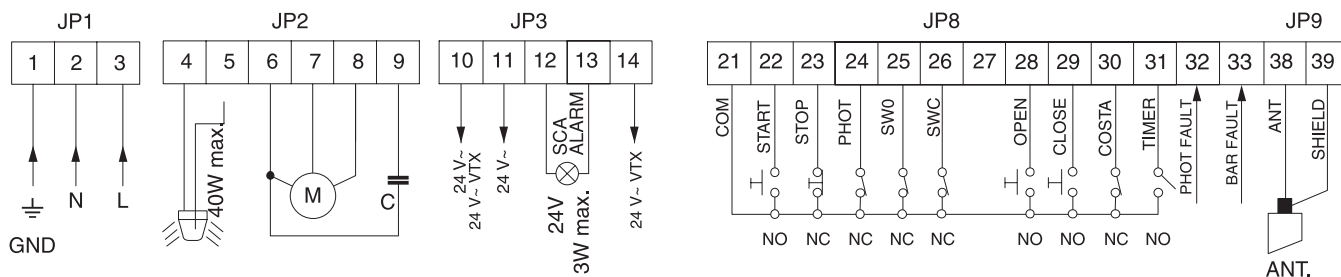 JP1 JP2 JP3 JP8 JP9
1 2 3 4 5 6 7 8 9 10 11 12 13 14 21 22 23 24 25 26 27 28 29 30 31 32 33 38 39
GND
N
L
40W max.
M
C
24 V~
24 V~ VTX
24 V~
SCA
ALARM
24V
3W max.
24 V~ VTX
COM
START
STOP
PHOT
SW0
SWC
OPEN
CLOSE
COSTA
TIMER
PHOT FAULT
BAR FAULT
ANT
SHIELD
NO NC NC NC NC NO NO NC NO
ANT.